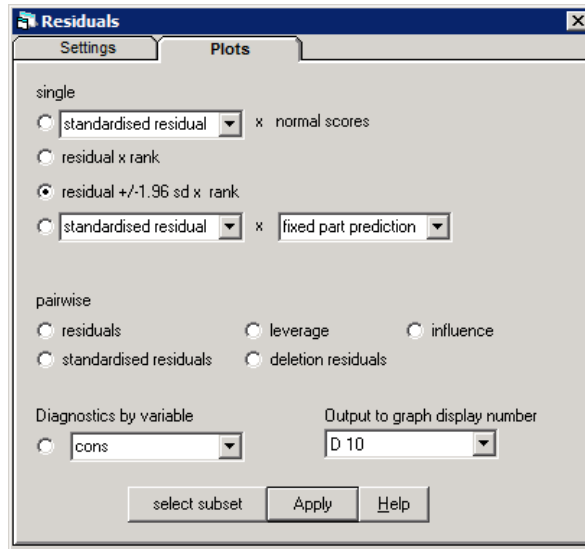 Residuals
Settings Plots
single
standardised residual x normal scores
residual x rank
residual +/-1.96 sd x rank
standardised residual x fixed part prediction
pairwise
residuals leverage influence
standardised residuals deletion residuals
Diagnostics by variable Output to graph display number
cons D 10
select subset Apply Help